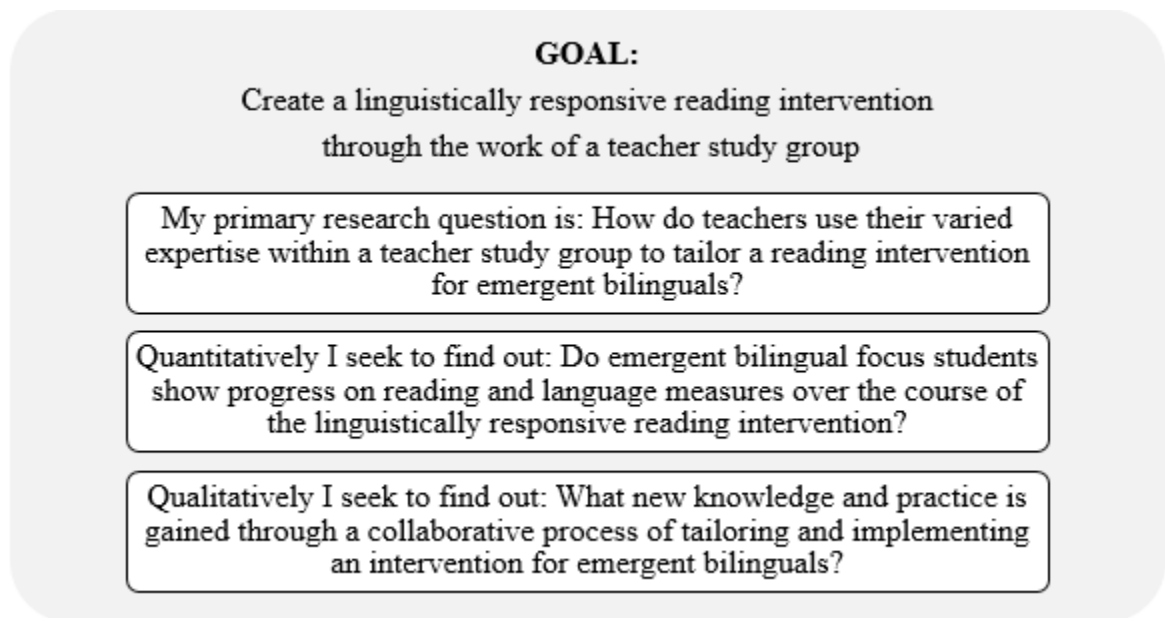 GOAL:
Create a linguistically responsive reading intervention
through the work of a teacher study group
My primary research question is: How do teachers use their varied
expertise within a teacher study group to tailor a reading intervention
for emergent bilinguals?
Quantitatively I seek to find out: Do emergent bilingual focus students
show progress on reading and language measures over the course of
the linguistically responsive reading intervention?
Qualitatively I seek to find out: What new knowledge and practice is
gained through a collaborative process of tailoring and implementing
an intervention for emergent bilinguals?